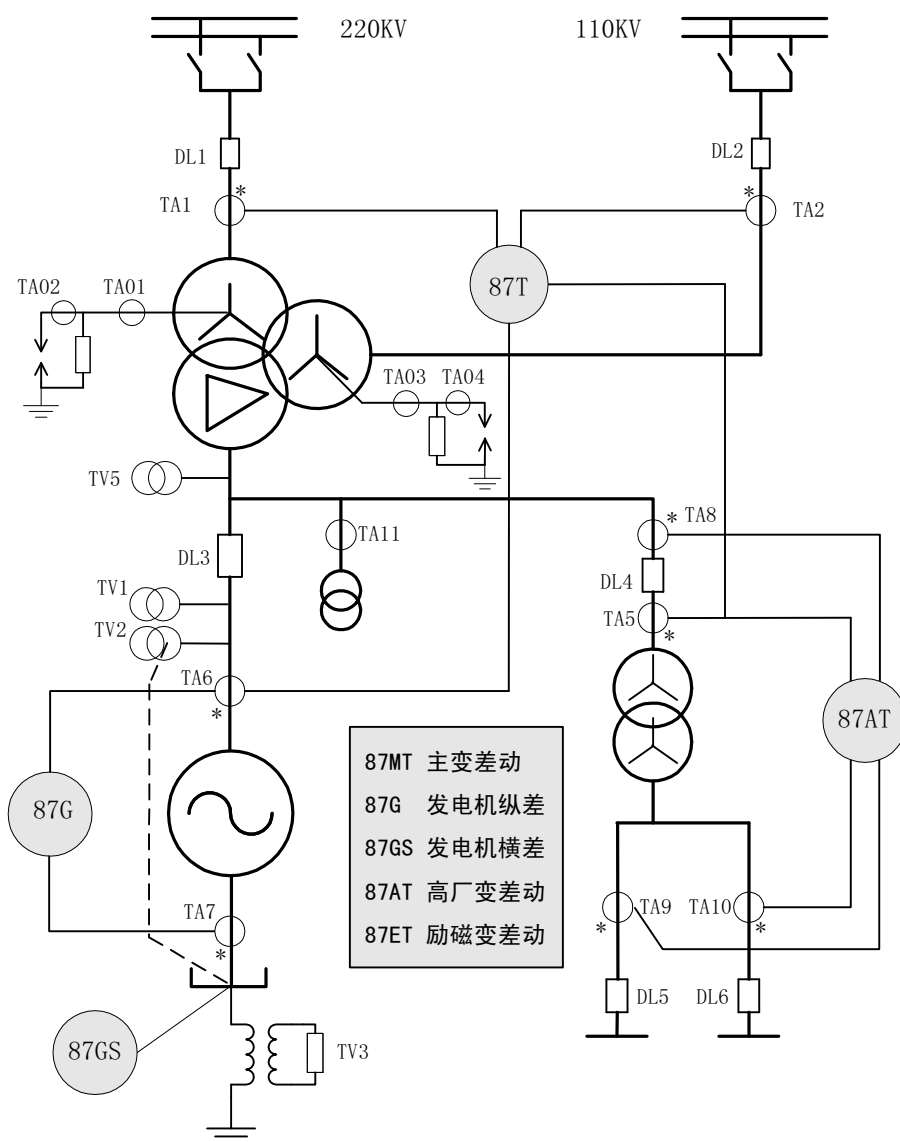 220KV 110KV
DL1 DL2
* *
TA1 TA2
TA02 TA01 87T
TA03 TA04
TV5
* TA8
TA11
DL3
DL4
TV1
TA5
TV2 *
TA6
*
87AT
87MT 主变差动
87G 发电机纵差
87G
87GS 发电机横差
87AT 高厂变差动
87ET 励磁变差动
TA7 TA9 TA10
* * *
DL5 DL6
87GS TV3